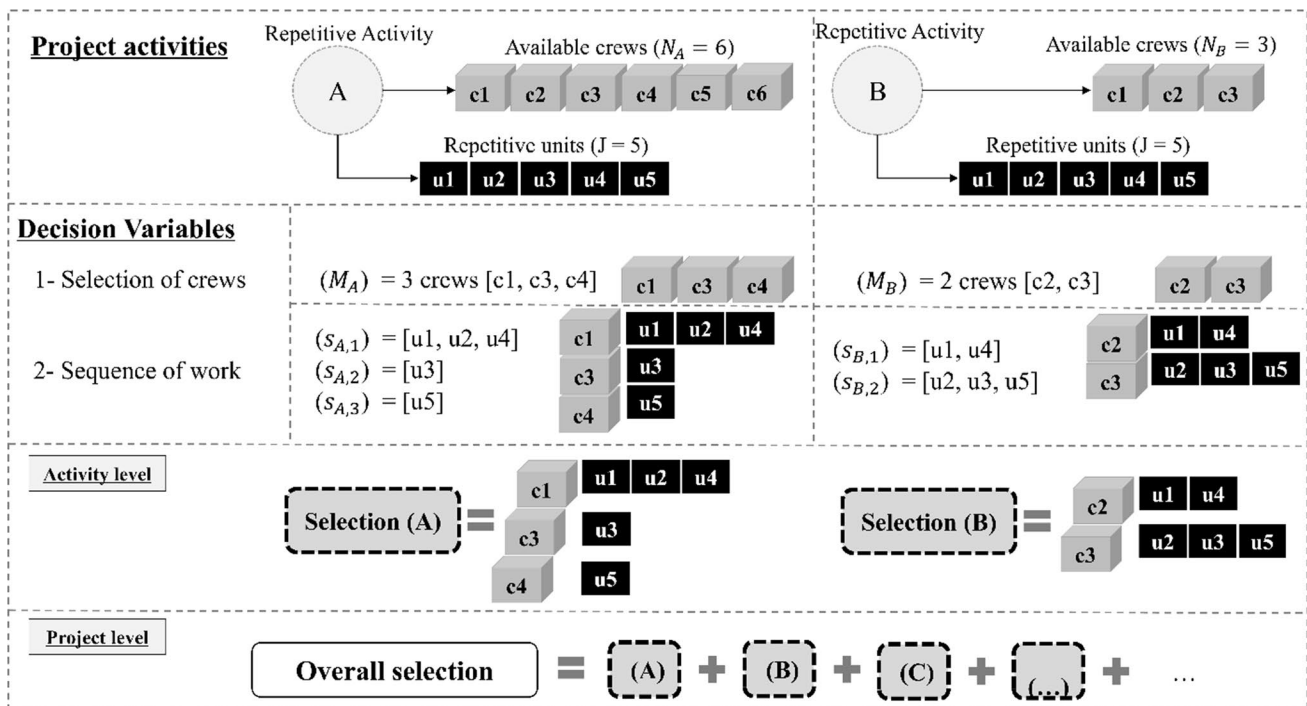 Project activities
Repetitive Activity
A
Available crews (N_A = 6)
c1 c2 c3 c4 c5 c6
Repetitive units (J = 5)
u1 u2 u3 u4 u5
Repetitive Activity
B
Available crews (N_B = 3)
c1 c2 c3
Repetitive units (J = 5)
u1 u2 u3 u4 u5
Decision Variables
1- Selection of crews
(M_A) = 3 crews [c1, c3, c4]
c1 c3 c4
(M_B) = 2 crews [c2, c3]
c2 c3
2- Sequence of work
(s_A,1) = [u1, u2, u4]
(s_A,2) = [u3]
(s_A,3) = [u5]
c1 u1 u2 u4
c3 u3
c4 u5
(s_B,1) = [u1, u4]
(s_B,2) = [u2, u3, u5]
c2 u1 u4
c3 u2 u3 u5
Activity level
Selection (A) =
c1 u1 u2 u4
c3 u3
c4 u5
Selection (B) =
c2 u1 u4
c3 u2 u3 u5
Project level
Overall selection = (A) + (B) + (C) + (...) + ...